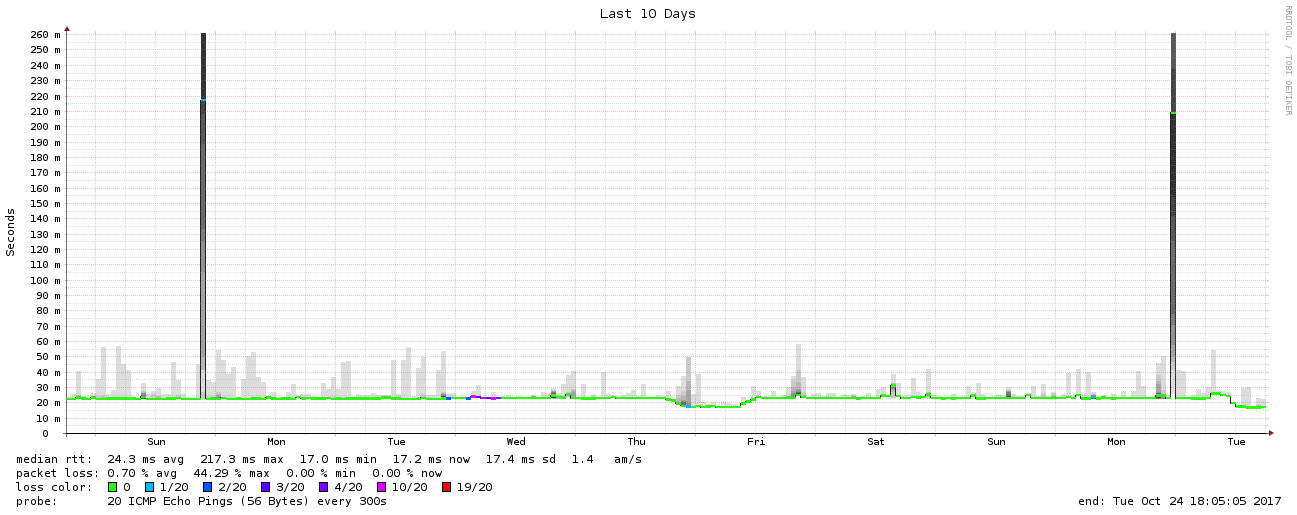 Last 10 Days
RRDTOOL / TOBI OETIKER
Seconds
260 m
250 m
240 m
230 m
220 m
210 m
200 m
190 m
180 m
170 m
160 m
150 m
140 m
130 m
120 m
110 m
100 m
90 m
80 m
70 m
60 m
50 m
40 m
30 m
20 m
10 m
0
Sun Mon Tue Wed Thu Fri Sat Sun Mon Tue
median rtt: 24.3 ms avg 217.3 ms max 17.0 ms min 17.2 ms now 17.4 ms sd 1.4 am/s
packet loss: 0.70 % avg 44.29 % max 0.00 % min 0.00 % now
loss color: 0 1/20 2/20 3/20 4/20 10/20 19/20
probe: 20 ICMP Echo Pings (56 Bytes) every 300s end: Tue Oct 24 18:05:05 2017